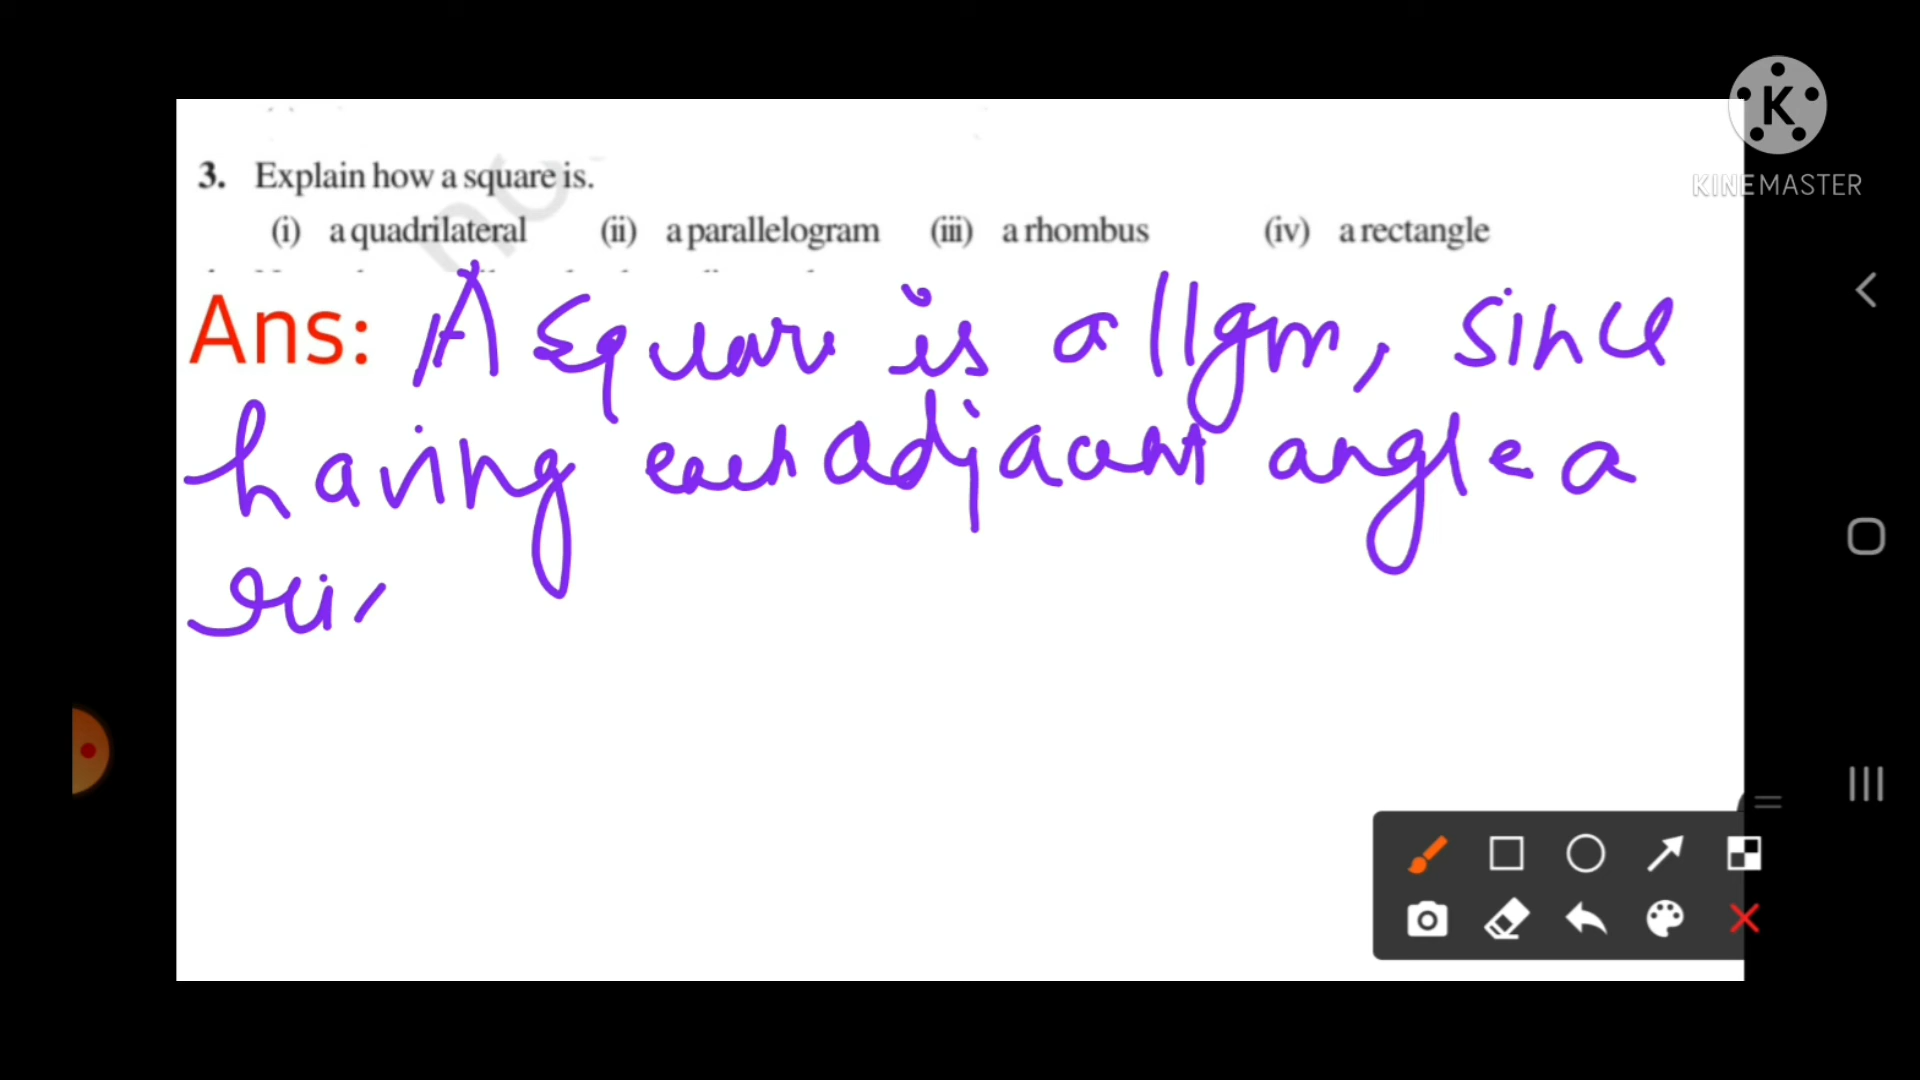 KINEMASTER
3. Explain how a square is.
(i) a quadrilateral (ii) a parallelogram (iii) a rhombus (iv) a rectangle
Ans: A square is a llgm, since
having each adjacent angle a